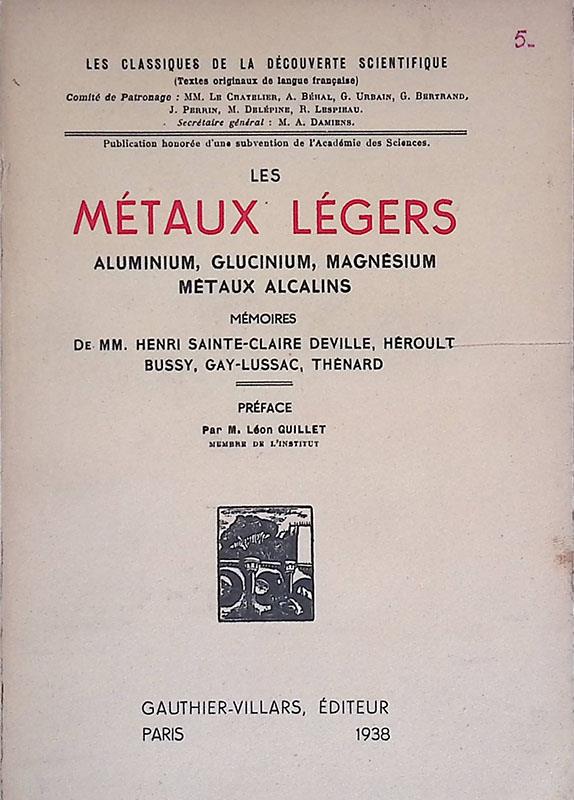 5-
LES CLASSIQUES DE LA DÉCOUVERTE SCIENTIFIQUE
(Textes originaux de langue française)
Comité de Patronage : MM. LE CHATELIER, A. BÉHAL, G. URBAIN, G. BERTRAND,
J. PERRIN, M. DELÉPINE, R. LESPIEAU.
Secrétaire général : M. A. DAMIENS.
Publication honorée d'une subvention de l'Académie des Sciences.
LES
MÉTAUX LÉGERS
ALUMINIUM, GLUCINIUM, MAGNÉSIUM
MÉTAUX ALCALINS
MÉMOIRES
DE MM. HENRI SAINTE-CLAIRE DEVILLE, HÉROULT
BUSSY, GAY-LUSSAC, THÉNARD
PRÉFACE
Par M. Léon GUILLET
MEMBRE DE L'INSTITUT
GAUTHIER-VILLARS, ÉDITEUR
PARIS 1938